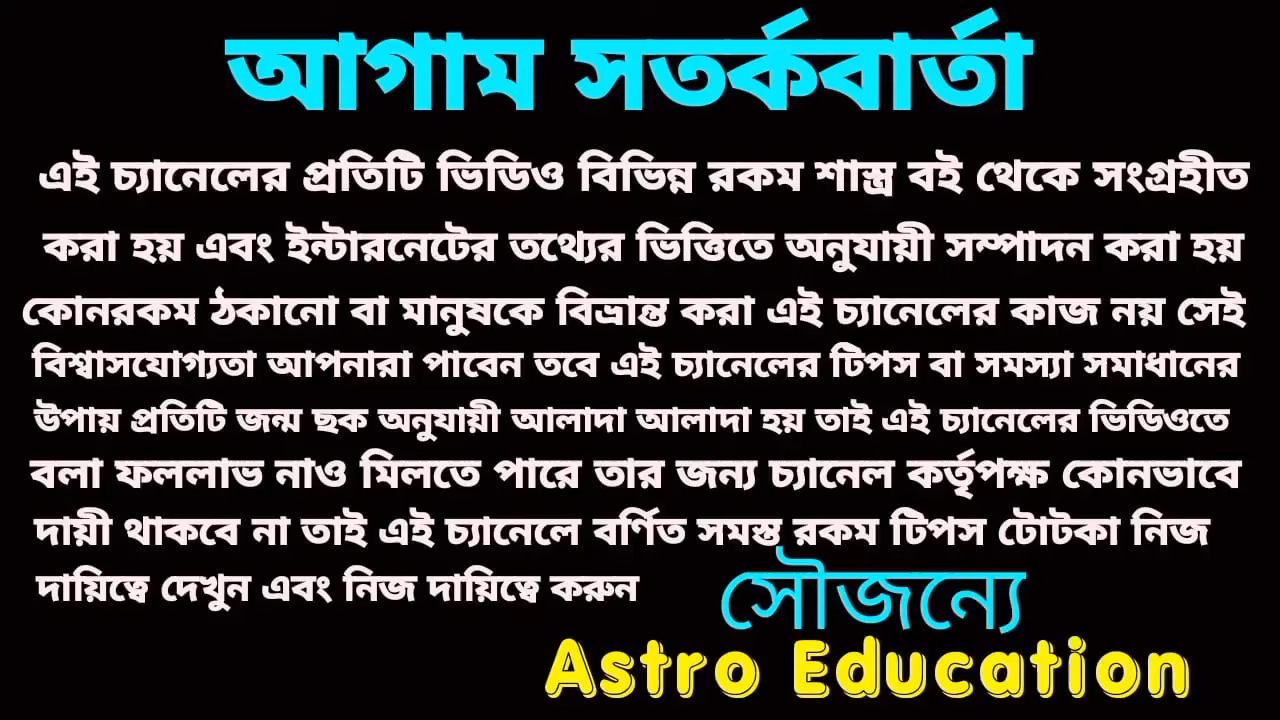 আগাম সতর্কবার্তা
এই চ্যানেলের প্রতিটি ভিডিও বিভিন্ন রকম শাস্ত্র বই থেকে সংগ্রহীত
করা হয় এবং ইন্টারনেটের তথ্যের ভিত্তিতে অনুযায়ী সম্পাদন করা হয়
কোনরকম ঠকানো বা মানুষকে বিভ্রান্ত করা এই চ্যানেলের কাজ নয় সেই
বিশ্বাসযোগ্যতা আপনারা পাবেন তবে এই চ্যানেলের টিপস বা সমস্যা সমাধানের
উপায় প্রতিটি জন্ম ছক অনুযায়ী আলাদা আলাদা হয় তাই এই চ্যানেলের ভিডিওতে
বলা ফললাভ নাও মিলতে পারে তার জন্য চ্যানেল কর্তৃপক্ষ কোনভাবে
দায়ী থাকবে না তাই এই চ্যানেলে বর্ণিত সমস্ত রকম টিপস টোটকা নিজ
দায়িত্বে দেখুন এবং নিজ দায়িত্বে করুন
সৌজন্যে
Astro Education